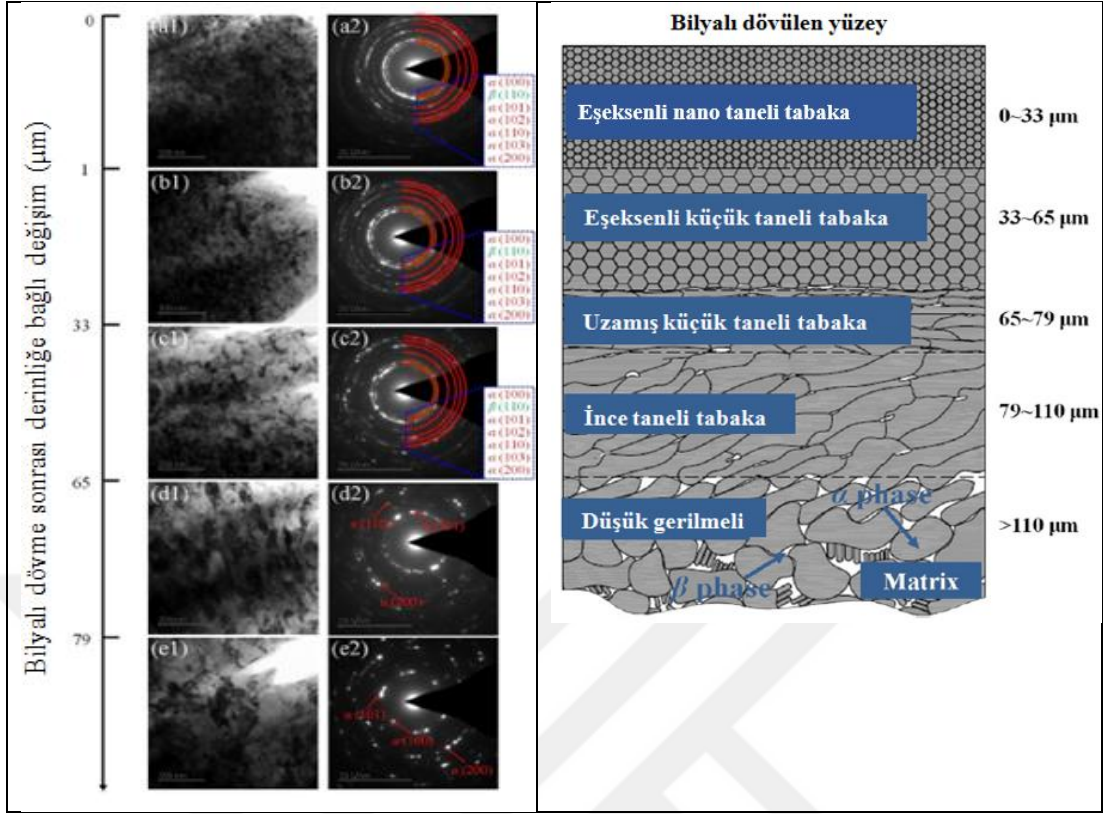 Bilyalı dövme sonrası derinliğe bağlı değişim (μm)
0
1
33
65
79
(a1)
(a2)
α(100)
β(110)
α(101)
α(102)
α(110)
α(103)
α(200)
(b1)
(b2)
α(100)
β(110)
α(101)
α(102)
α(110)
α(103)
α(200)
(c1)
(c2)
α(100)
β(110)
α(101)
α(102)
α(110)
α(103)
α(200)
(d1)
(d2)
α(200)
(e1)
(e2)
α(200)
Bilyalı dövülen yüzey
Eşeksenli nano taneli tabaka
0~33 μm
Eşeksenli küçük taneli tabaka
33~65 μm
Uzamış küçük taneli tabaka
65~79 μm
İnce taneli tabaka
79~110 μm
Düşük gerilmeli
α phase
>110 μm
β phase
Matrix